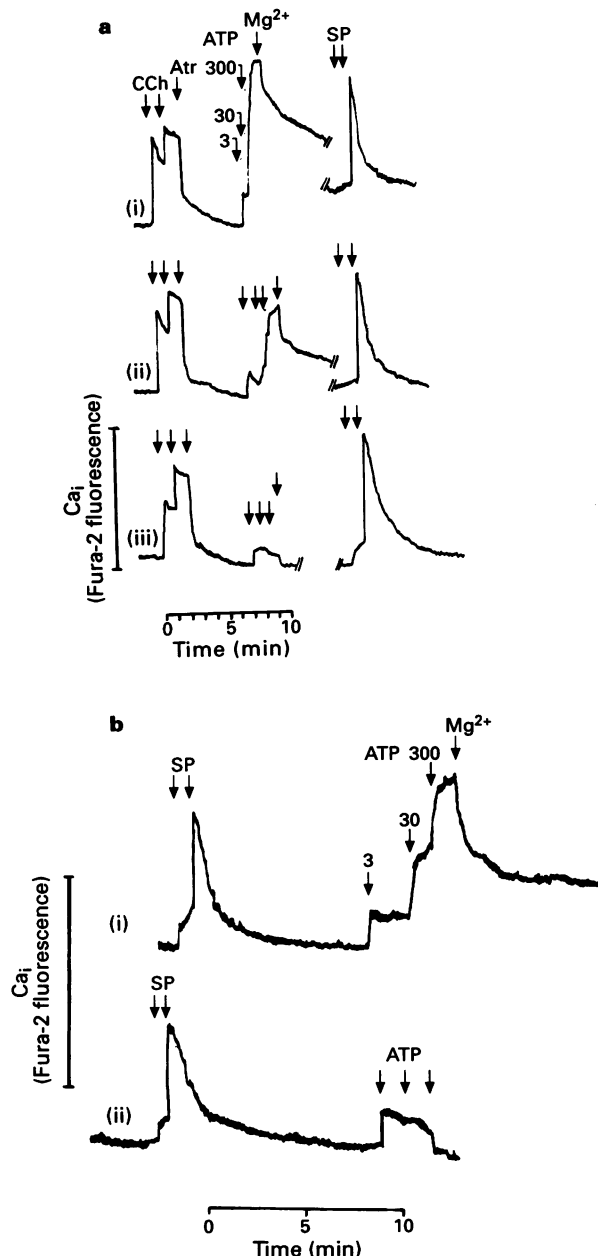 a
Mg²⁺
ATP
SP
CCh
Atr
300
30
3
(i)
(ii)
(iii)
Caᵢ
(Fura-2 fluorescence)
0 5 10
Time (min)
b
Mg²⁺
SP
ATP 300
30
3
(i)
Caᵢ
(Fura-2 fluorescence)
SP
ATP
(ii)
0 5 10
Time (min)